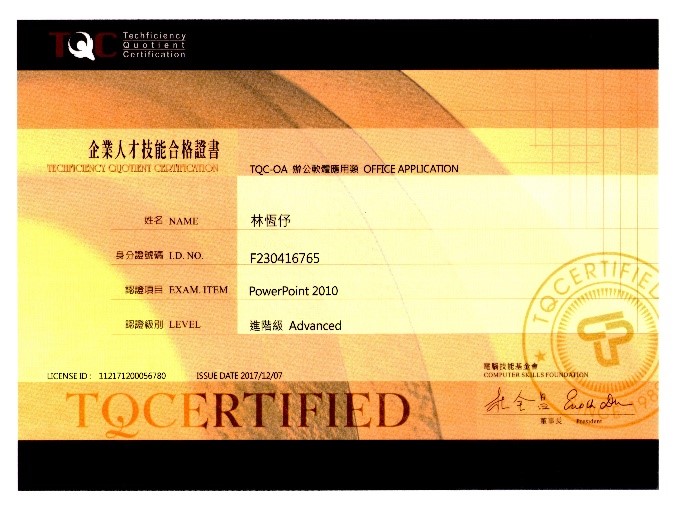 TQC Techficiency
Quotient
Certification
企業人才技能合格證書
TECHFICIENCY QUOTIENT CERTIFICATION
TQC-OA 辦公軟體應用類 OFFICE APPLICATION
姓名 NAME 林恆伃
身分證號碼 I.D. NO. F230416765
認證項目 EXAM. ITEM PowerPoint 2010
認證級別 LEVEL 進階級 Advanced
TQCERTIFIE
電腦技能基金會
COMPUTER SKILLS FOUNDATION
LICENSE ID : 112171200056780 ISSUE DATE 2017/12/07
TQCERTIFIED
董事長 President